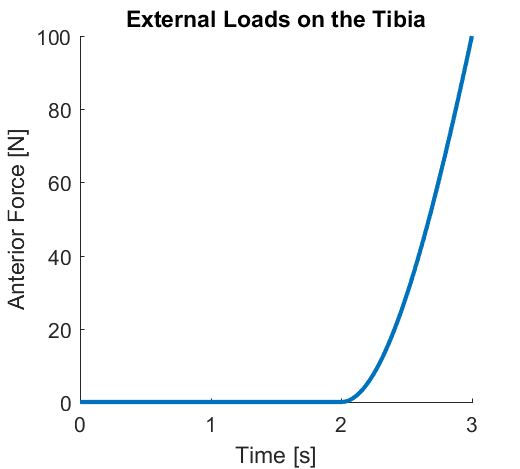 External Loads on the Tibia
100
80
60
40
20
0
Anterior Force [N]
0 1 2 3
Time [s]